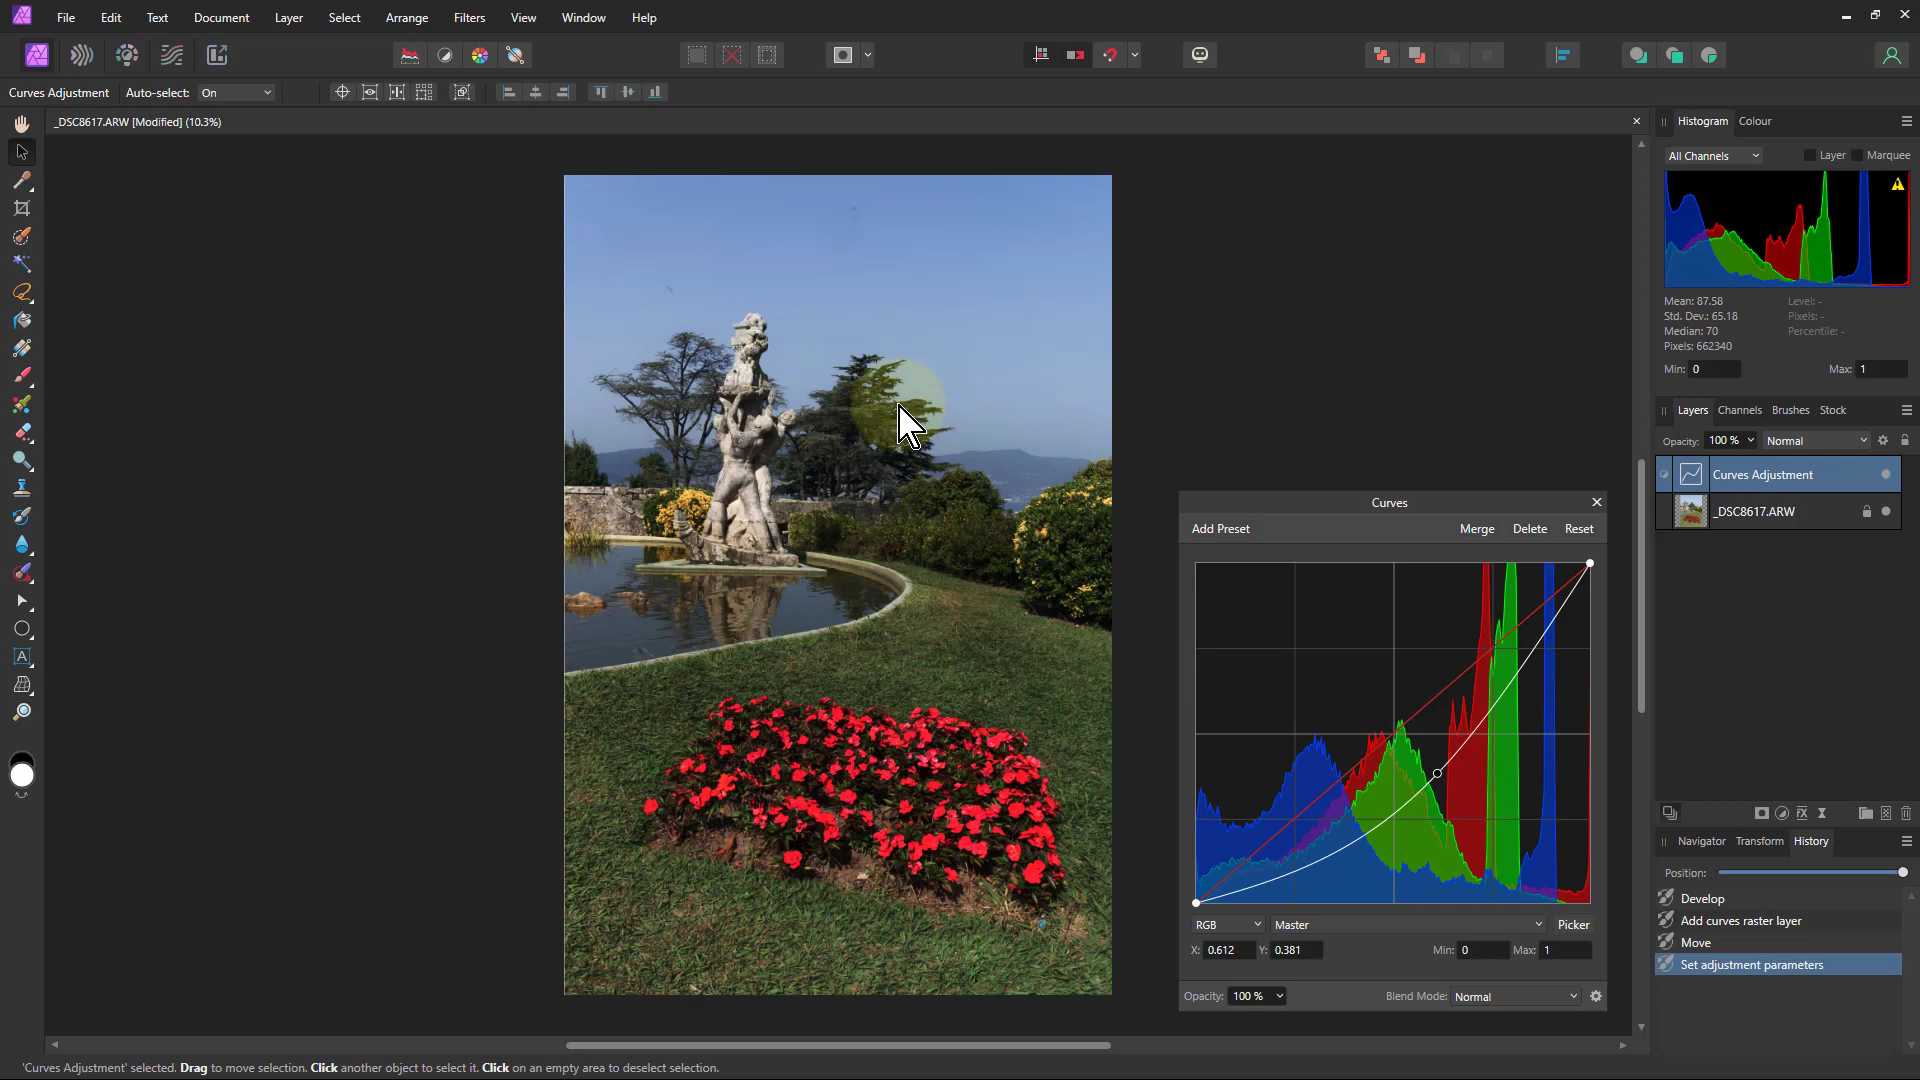 File Edit Text Document Layer Select Arrange Filters View Window Help
Curves Adjustment Auto-select: On
_DSC8617.ARW [Modified] (10.3%)
Histogram Colour
All Channels Layer Marquee
Mean: 87.58 Level: -
Std. Dev.: 65.18 Pixels: -
Median: 70 Percentile: -
Pixels: 662340
Min: 0 Max: 1
Layers Channels Brushes Stock
Opacity: 100 % Normal
Curves Adjustment
_DSC8617.ARW
Curves
Add Preset Merge Delete Reset
RGB Master Picker
X: 0.612 Y: 0.381 Min: 0 Max: 1
Opacity: 100 % Blend Mode: Normal
Navigator Transform History
Position:
Develop
Add curves raster layer
Move
Set adjustment parameters
'Curves Adjustment' selected. Drag to move selection. Click another object to select it. Click on an empty area to deselect selection.